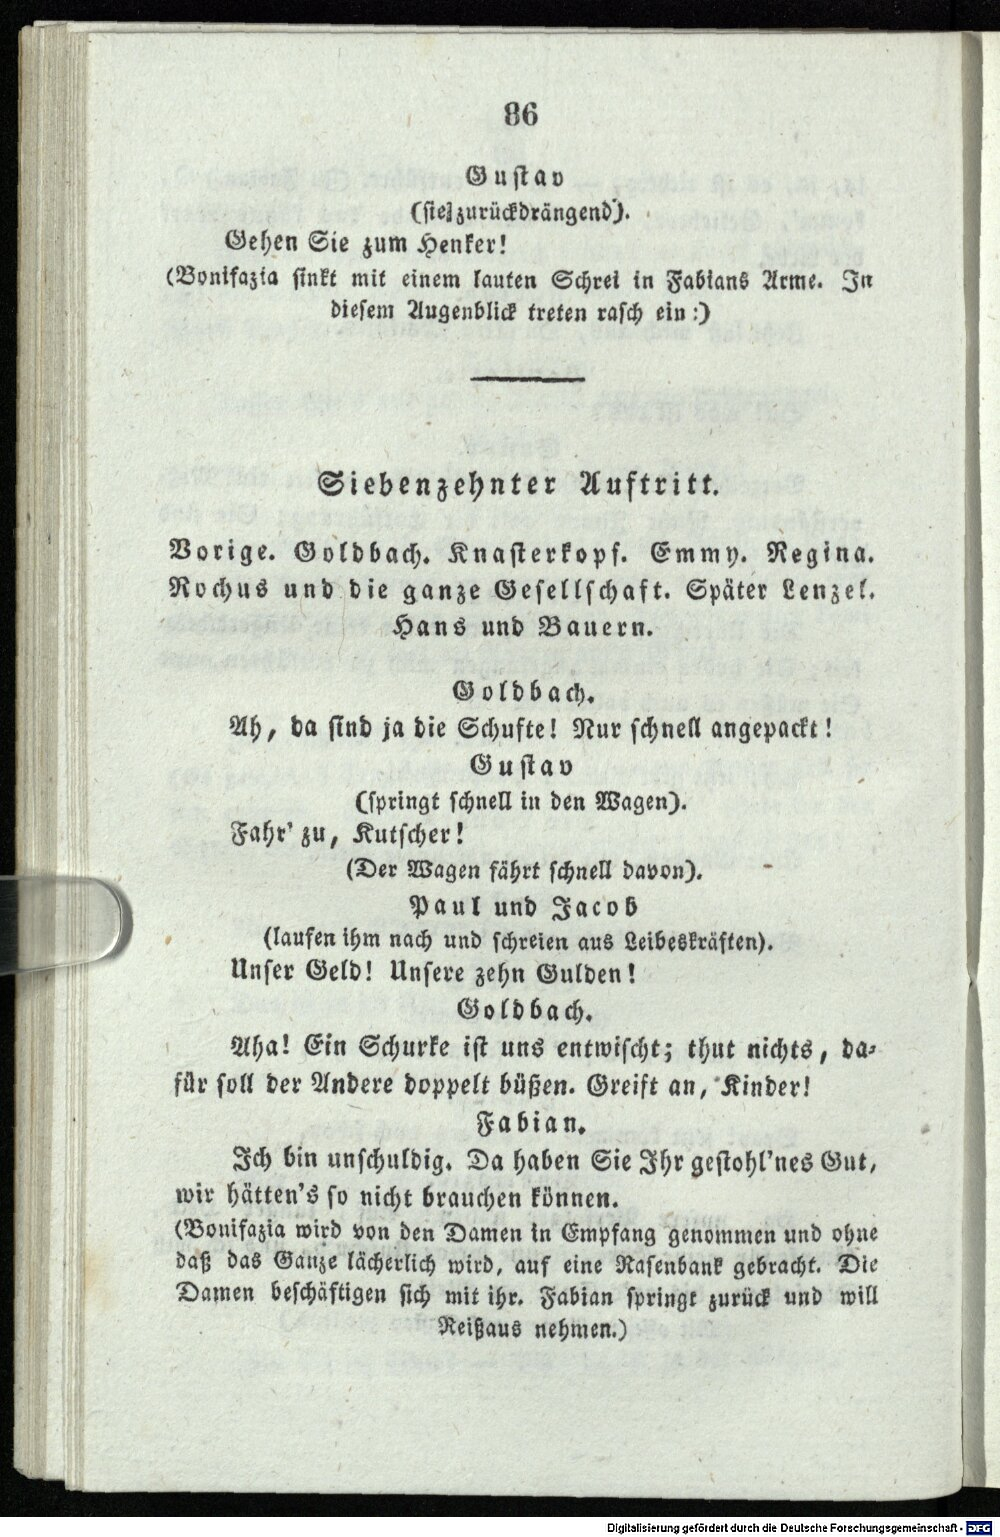 86
Gustav
(sie zurückdrängend).
Gehen Sie zum Henker!
(Bonifazia sinkt mit einem lauten Schrei in Fabians Arme. In
diesem Augenblick treten rasch ein:)
Siebenzehnter Auftritt.
Vorige. Goldbach. Knasterkopf. Emmy. Regina.
Rochus und die ganze Gesellschaft. Später Lenzel.
Hans und Bauern.
Goldbach.
Ah, da sind ja die Schufte! Nur schnell angepackt!
Gustav
(springt schnell in den Wagen).
Fahr' zu, Kutscher!
(Der Wagen fährt schnell davon).
Paul und Jacob
(laufen ihm nach und schreien aus Leibeskräften).
Unser Geld! Unsere zehn Gulden!
Goldbach.
Aha! Ein Schurke ist uns entwischt; thut nichts, da-
für soll der Andere doppelt büßen. Greift an, Kinder!
Fabian.
Ich bin unschuldig. Da haben Sie Ihr gestohl'nes Gut,
wir hätten's so nicht brauchen können.
(Bonifazia wird von den Damen in Empfang genommen und ohne
daß das Ganze lächerlich wird, auf eine Rasenbank gebracht. Die
Damen beschäftigen sich mit ihr. Fabian springt zurück und will
Reißaus nehmen.)
Digitalisierung gefördert durch die Deutsche Forschungsgemeinschaft - DFG